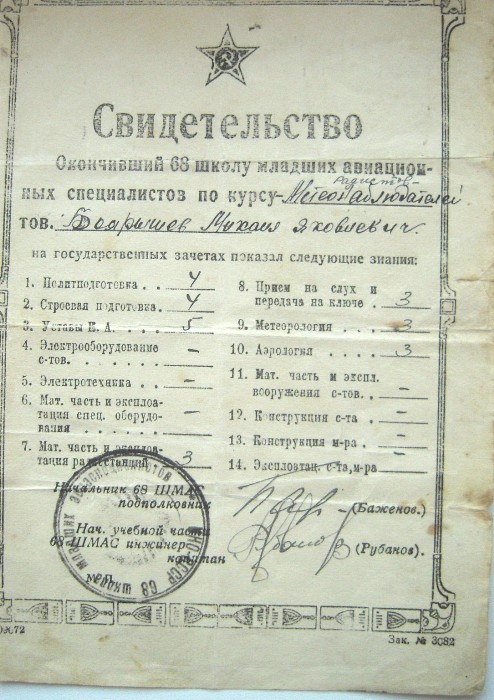 Свидетельство
Окончивший 68 школу младших авиацион-
ных специалистов по курсу- радистов-
Метеонаблюдателей
тов. Михаил Яковлевич.
на государственных зачетах показал следующие знания:
1. Политподготовка. 4
2. Строевая подготовка. 4
3. Уставы К. А. . . . . 5
4. Электрооборудование
с-тов. . . . . . –
5. Электротехника . . –
6. Мат. часть и эксплоа-
тация спец. оборудо-
вания . . . . . –
7. Мат. часть и эксплоа-
тация радиостанций . 3
8. Прием на слух и
передача на ключе . 3
9. Метеорология . . . . 3
10. Аэрология . . . . 3
11. Мат. часть и экспл.
вооружения с-тов. . –
12. Конструкция с-та . –
13. Конструкция м-ра . –
14. Эксплоатац. с-та, м-ра –
Начальник 68 ШМАС
подполковник
(Баженов.)
Нач. учебной части
68 ШМАС инженер
капитан
(Рубанов).
68 школа
Зак. № 3082